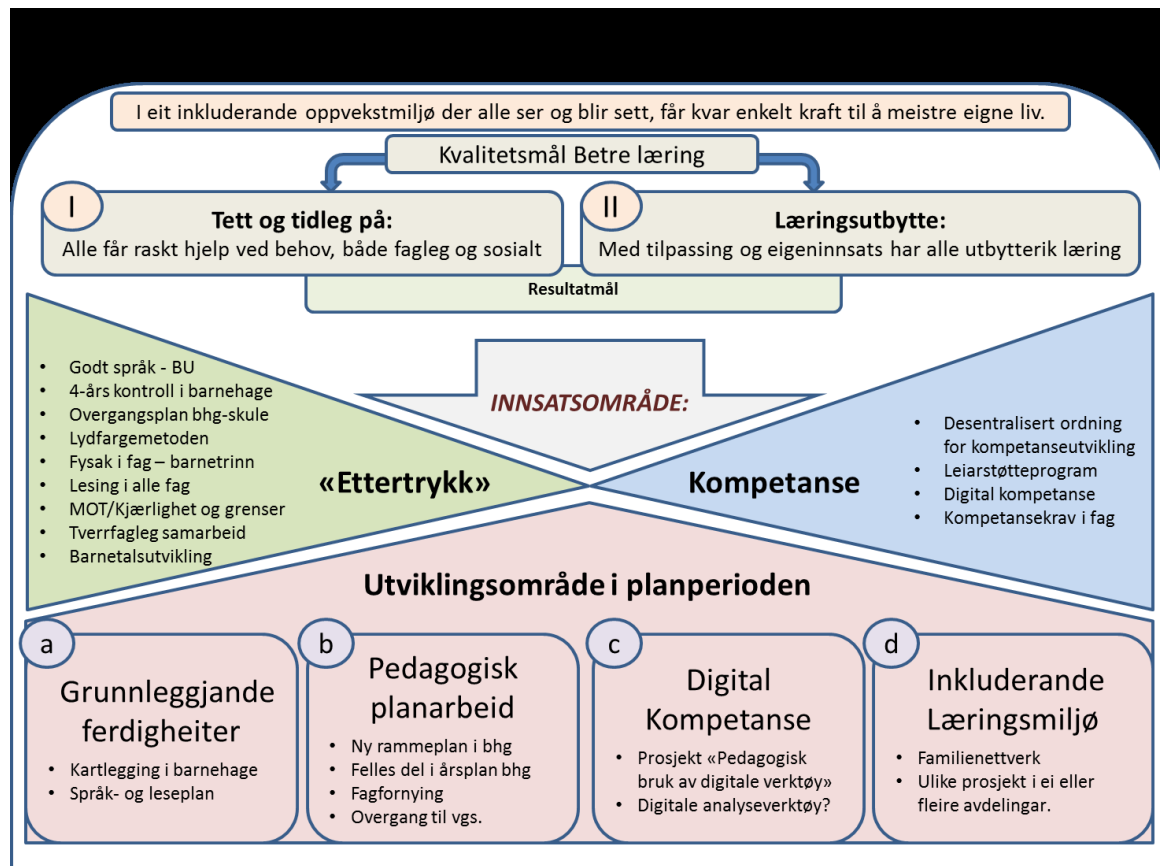 I eit inkluderande oppvekstmiljø der alle ser og blir sett, får kvar enkelt kraft til å meistre eigne liv.
Kvalitetsmål Betre læring
I
Tett og tidleg på:
Alle får raskt hjelp ved behov, både fagleg og sosialt
II
Læringsutbytte:
Med tilpassing og eigeninnsats har alle utbytterik læring
Resultatmål
INNSATSOMRÅDE:
• Godt språk - BU
• 4-års kontroll i barnehage
• Overgangsplan bhg-skule
• Lydfargemetoden
• Fysak i fag – barnetrinn
• Lesing i alle fag
• MOT/Kjærlighet og grenser
• Tverrfagleg samarbeid
• Barnetalsutvikling
«Ettertrykk»
Kompetanse
• Desentralisert ordning
for kompetanseutvikling
• Leiarstøtteprogram
• Digital kompetanse
• Kompetansekrav i fag
Utviklingsområde i planperioden
a
Grunnleggjande
ferdigheiter
• Kartlegging i barnehage
• Språk- og leseplan
b
Pedagogisk
planarbeid
• Ny rammeplan i bhg
• Felles del i årsplan bhg
• Fagfornying
• Overgang til vgs.
c
Digital
Kompetanse
• Prosjekt «Pedagogisk
bruk av digitale verktøy»
• Digitale analyseverktøy?
d
Inkluderande
Læringsmiljø
• Familienettverk
• Ulike prosjekt i ei eller
fleire avdelingar.